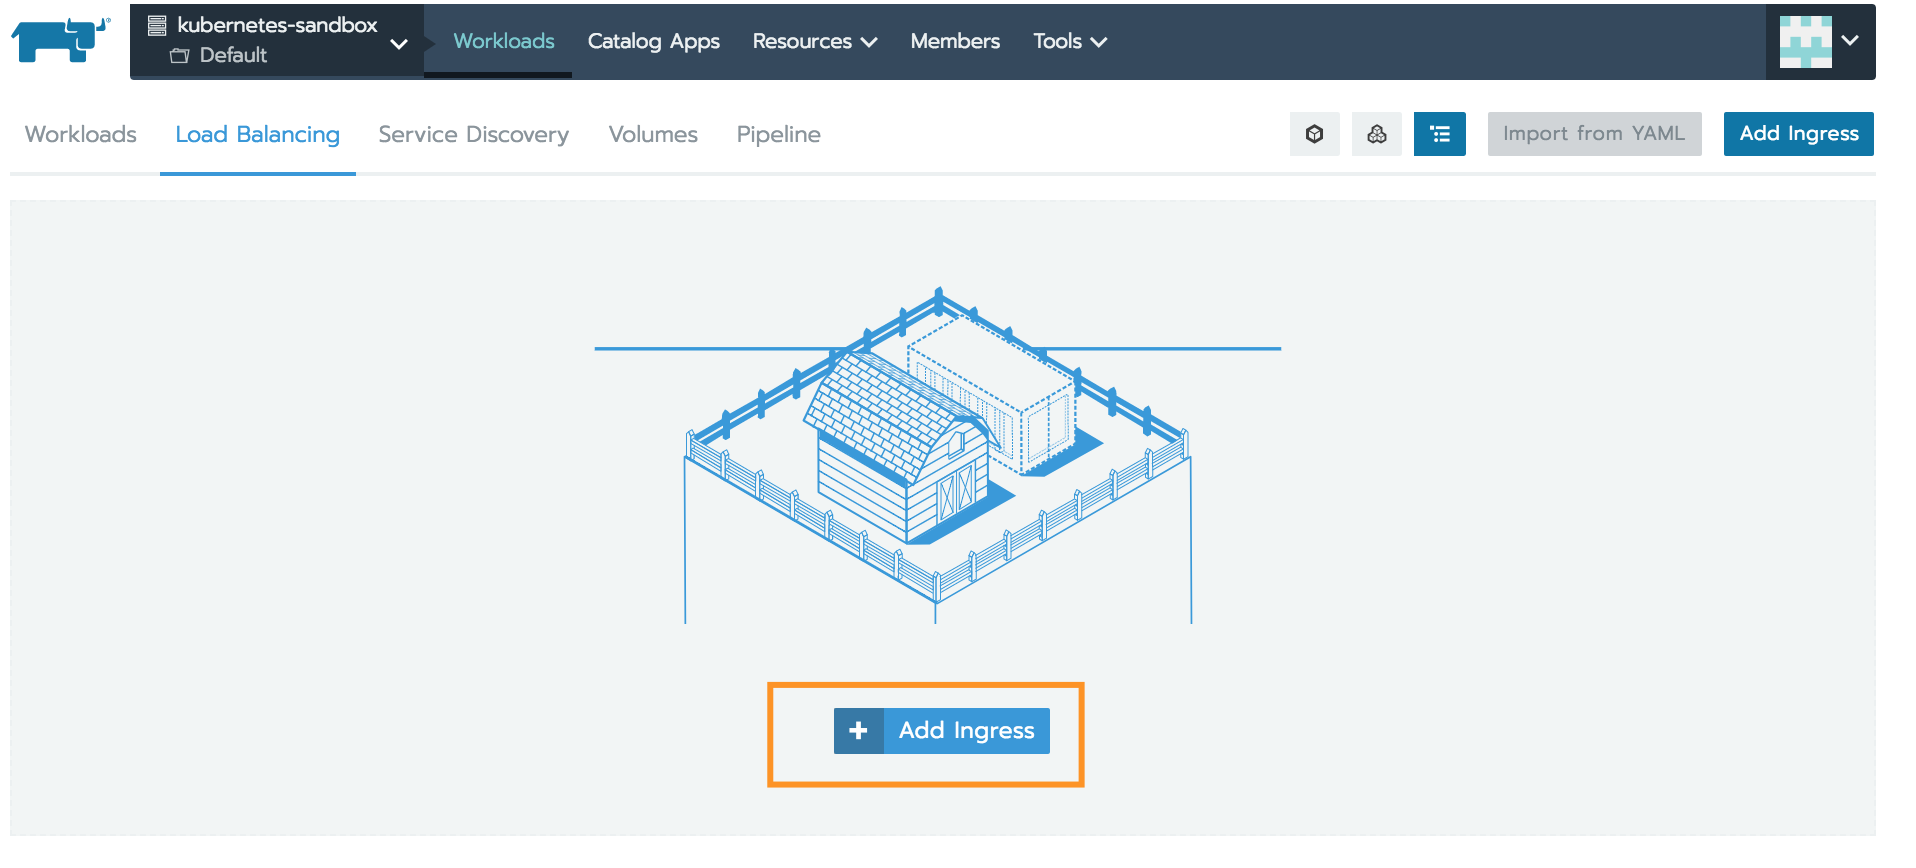 kubernetes-sandbox
Default
Workloads Catalog Apps Resources Members Tools
Workloads Load Balancing Service Discovery Volumes Pipeline Import from YAML Add Ingress
Add Ingress